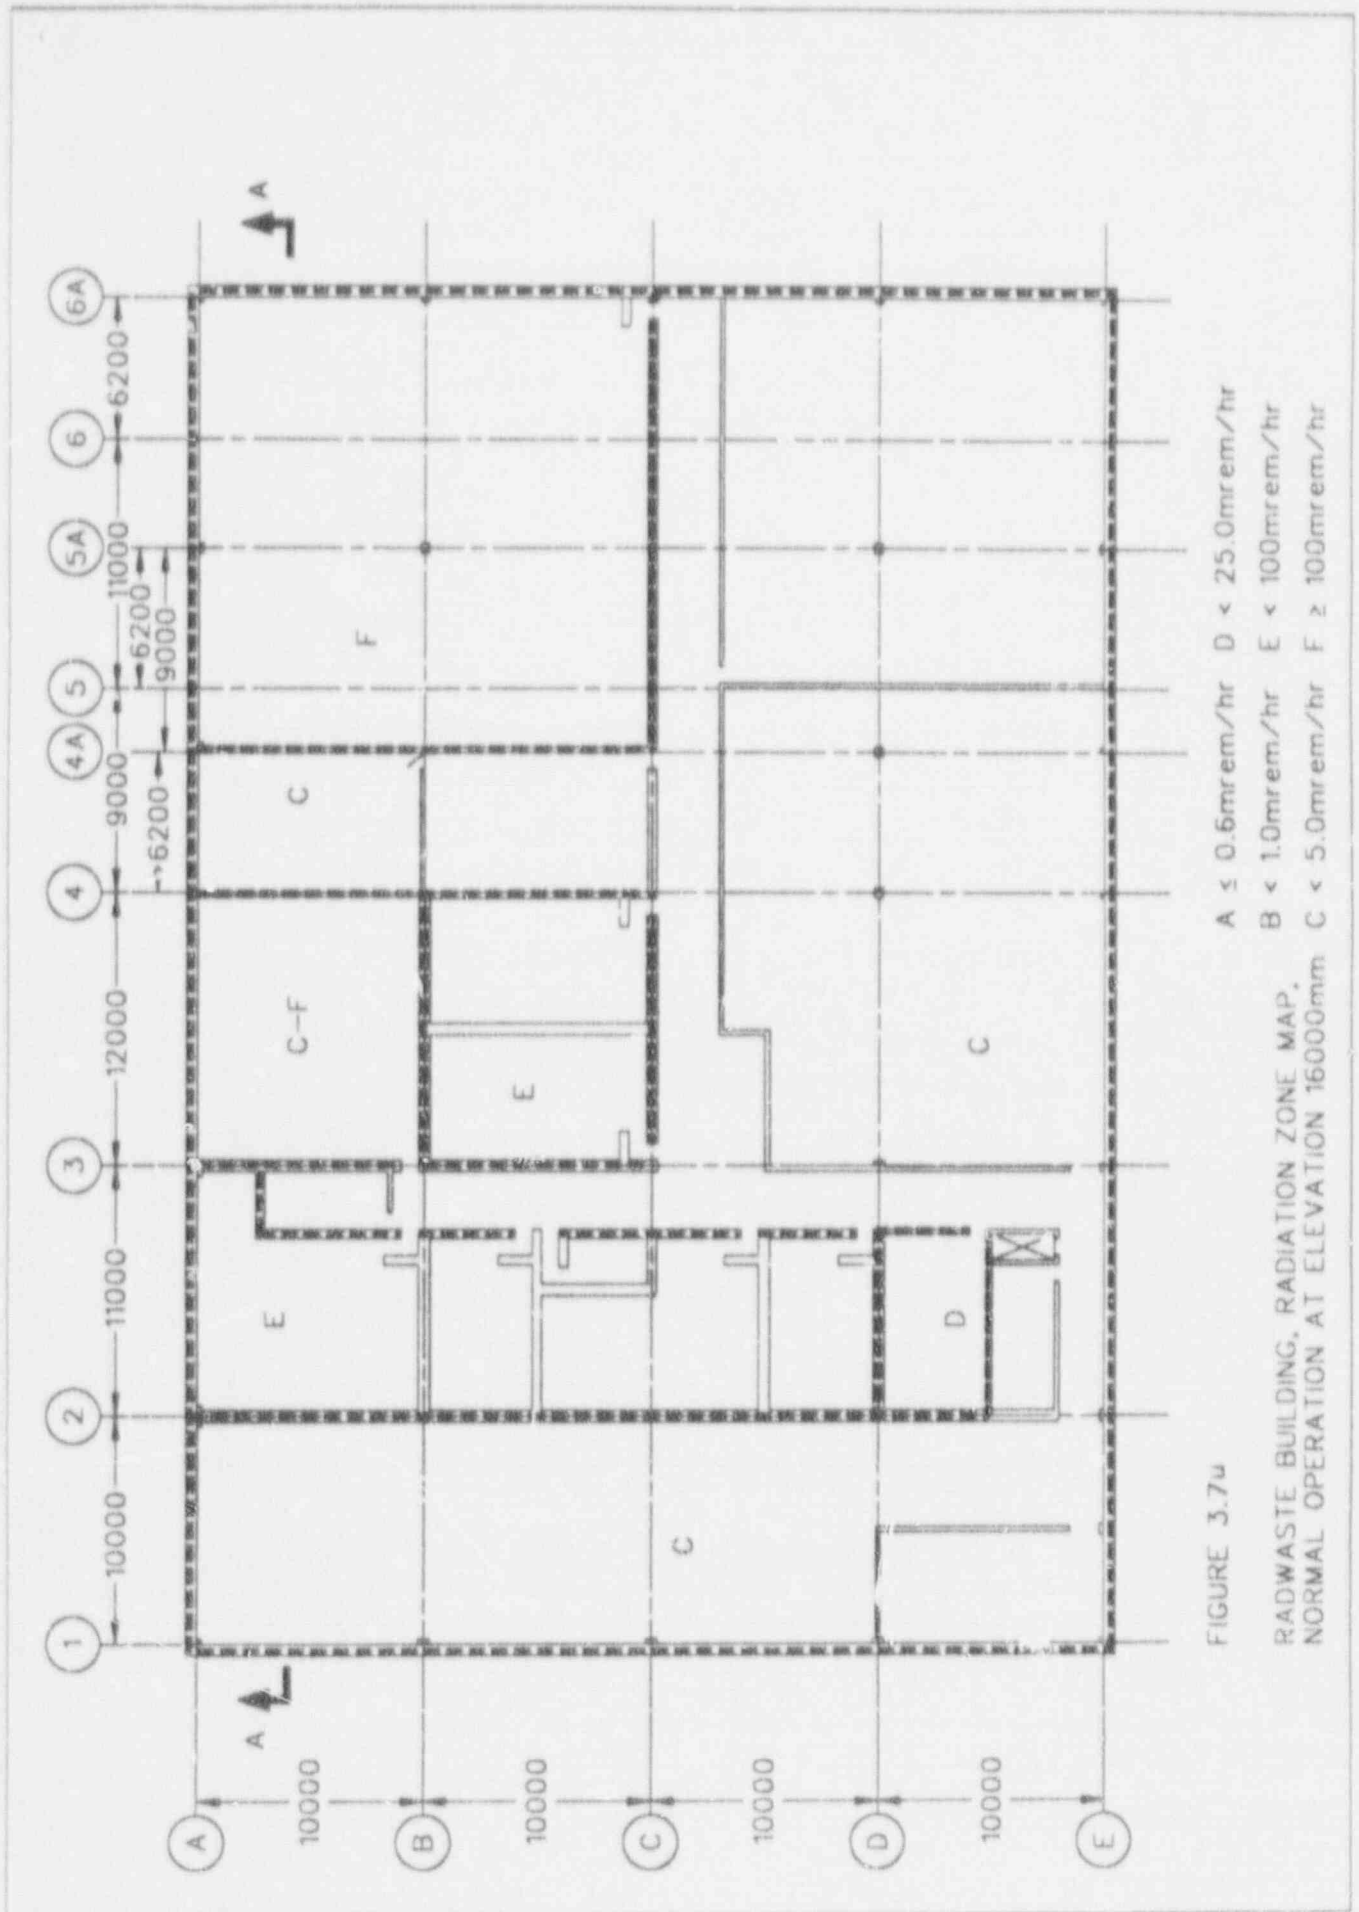 1
2
3
4
4A
5
5A
6
6A
10000
11000
12000
9000
11000
6200
6200
6200
9000
A
A
A
B
C
D
E
10000
10000
10000
10000
E
C-F
C
F
E
C
D
C
FIGURE 3.7u
RADWASTE BUILDING, RADIATION ZONE MAP,
NORMAL OPERATION AT ELEVATION 16000mm
A ≤ 0.6mrem/hr D < 25.0mrem/hr
B < 1.0mrem/hr E < 100mrem/hr
C < 5.0mrem/hr F ≥ 100mrem/hr